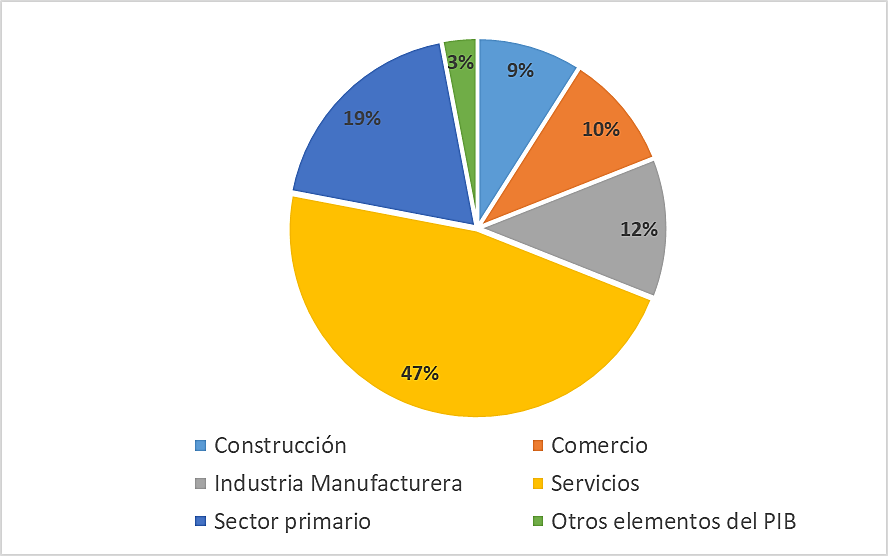 3%
9%
19%
10%
12%
47%
Construcción
Comercio
Industria Manufacturera
Servicios
Sector primario
Otros elementos del PIB